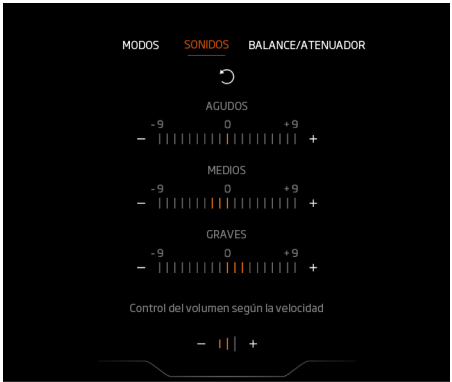 MODOS SONIDOS BALANCE/ATENUADOR
AGUDOS
-9 0 +9
− +
MEDIOS
-9 0 +9
− +
GRAVES
-9 0 +9
− +
Control del volumen según la velocidad
− +